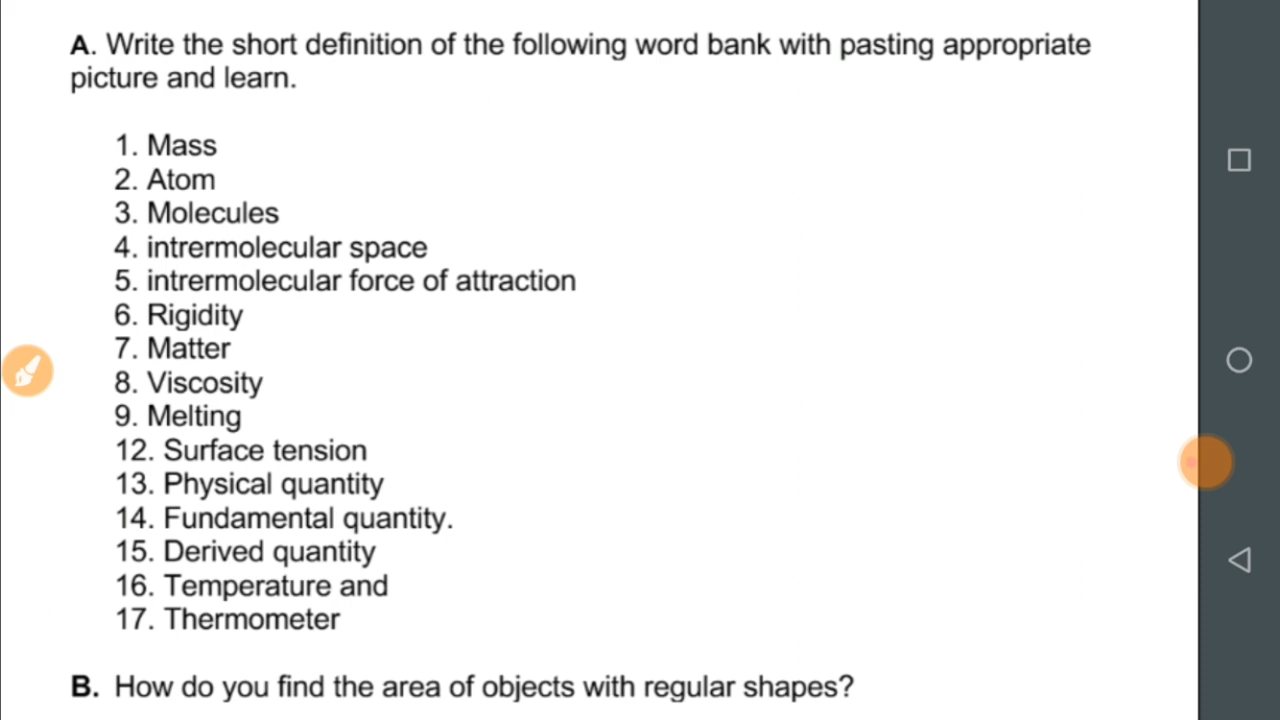 A. Write the short definition of the following word bank with pasting appropriate
picture and learn.
1. Mass
2. Atom
3. Molecules
4. intrermolecular space
5. intrermolecular force of attraction
6. Rigidity
7. Matter
8. Viscosity
9. Melting
12. Surface tension
13. Physical quantity
14. Fundamental quantity.
15. Derived quantity
16. Temperature and
17. Thermometer
B. How do you find the area of objects with regular shapes?